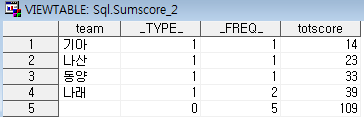 VIEWTABLE: Sql.Sumscore_2
team _TYPE_ _FREQ_ totscore
1 기아 1 1 14
2 나산 1 1 23
3 동양 1 1 33
4 나래 1 2 39
5 0 5 109